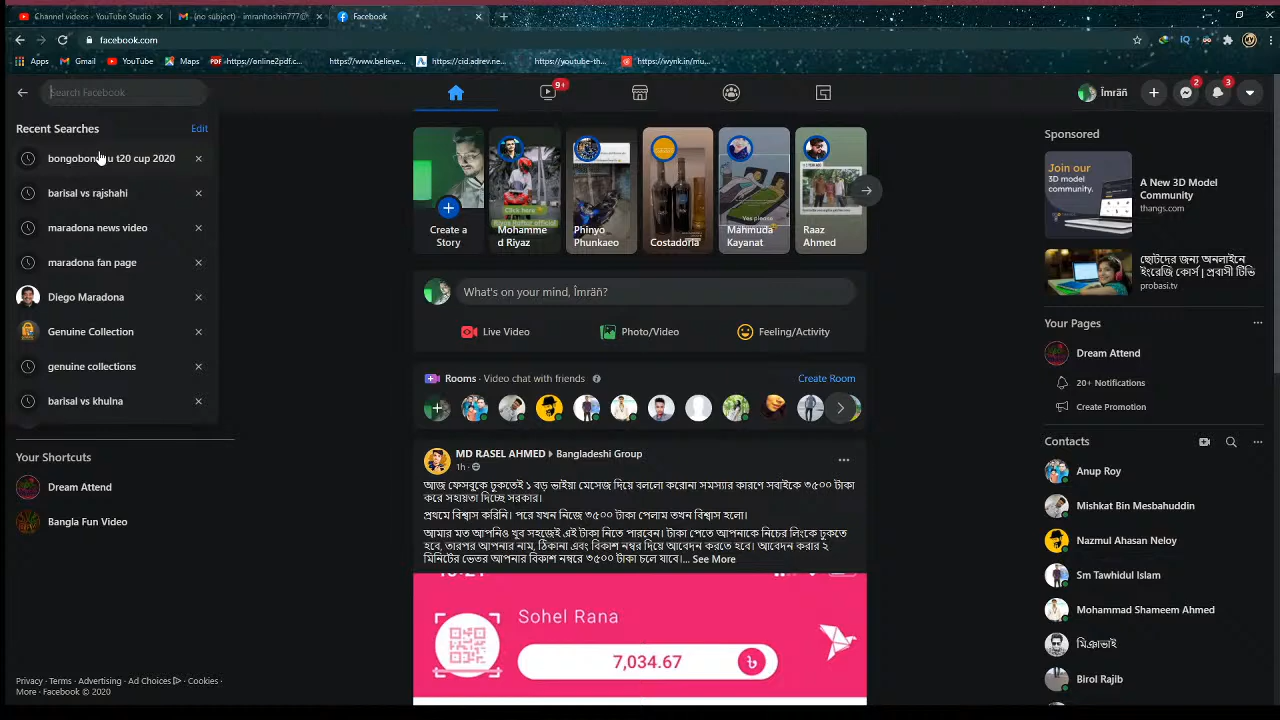 Channel videos - YouTube Studio
(no subject) - imranhoshin777@
Facebook
facebook.com
Apps
Gmail
YouTube
Maps
https://online2pdf.c...
https://www.believe...
https://cid.adrev.ne...
https://youtube-th...
https://wynk.in/mu...
Search Facebook
9+
Îmräñ
2
3
Recent Searches
Edit
t20 cup 2020
barisal vs rajshahi
maradona news video
maradona fan page
Diego Maradona
Genuine Collection
genuine collections
barisal vs khulna
Your Shortcuts
Dream Attend
Bangla Fun Video
Privacy · Terms · Advertising · Ad Choices · Cookies ·
More · Facebook © 2020
Create a
Story
Mohamme
d Riyaz
Phinyo
Phunkaeo
Costadoria
Mahmuda
Kayanat
Raaz
Ahmed
What's on your mind, Îmräñ?
Live Video
Photo/Video
Feeling/Activity
Rooms · Video chat with friends
Create Room
MD RASEL AHMED Bangladeshi Group
1h ·
আজ ফেসবুকে ঢুকতেই ১ বড় ভাইয়া মেসেজ দিয়ে বললো করোনা সমস্যার কারণে সবাইকে ৩৫০০ টাকা
করে সহায়তা দিচ্ছে সরকার।
প্রথমে বিশ্বাস করিনি। পরে যখন নিজে ৩৫০০ টাকা পেলাম তখন বিশ্বাস হলো।
আমার মত আপনিও খুব সহজেই এই টাকা নিতে পারবেন। টাকা পেতে আপনাকে নিচের লিংকে ঢুকতে
হবে, তারপর আপনার নাম, ঠিকানা এবং বিকাশ নম্বর দিয়ে আবেদন করতে হবে। আবেদন করার ২
মিনিটের ভেতর আপনার বিকাশ নম্বরে ৩৫০০ টাকা চলে যাবে।... See More
Sohel Rana
7,034.67
৳
Sponsored
Join our
3D model
community.
A New 3D Model
Community
thangs.com
ছোটদের জন্য অনলাইনে
ইংরেজি কোর্স | প্রবাসী টিভি
probasi.tv
Your Pages
Dream Attend
20+ Notifications
Create Promotion
Contacts
Anup Roy
Mishkat Bin Mesbahuddin
Nazmul Ahasan Neloy
Sm Tawhidul Islam
Mohammad Shameem Ahmed
মিঞাভাই
Birol Rajib